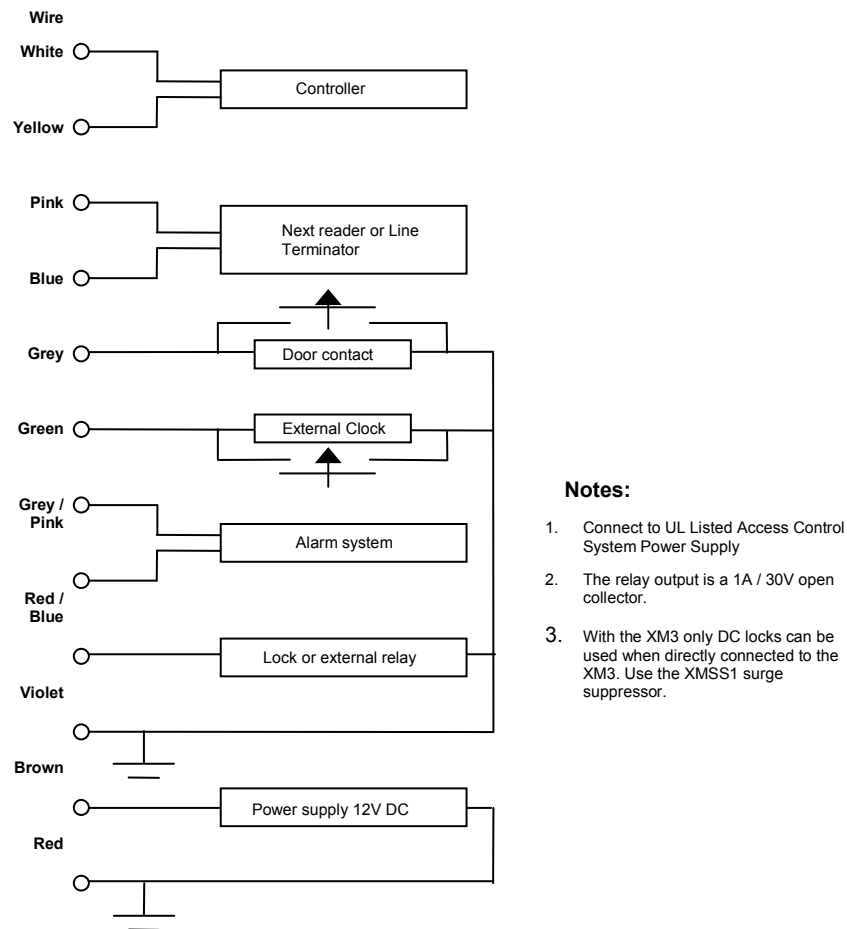 Wire
White
Controller
Yellow
Pink
Next reader or Line
Terminator
Blue
Grey
Door contact
Green
External Clock
Grey /
Pink
Alarm system
Red /
Blue
Lock or external relay
Violet
Brown
Power supply 12V DC
Red
Notes:
1. Connect to UL Listed Access Control
System Power Supply
2. The relay output is a 1A / 30V open
collector.
3. With the XM3 only DC locks can be
used when directly connected to the
XM3. Use the XMSS1 surge
suppressor.